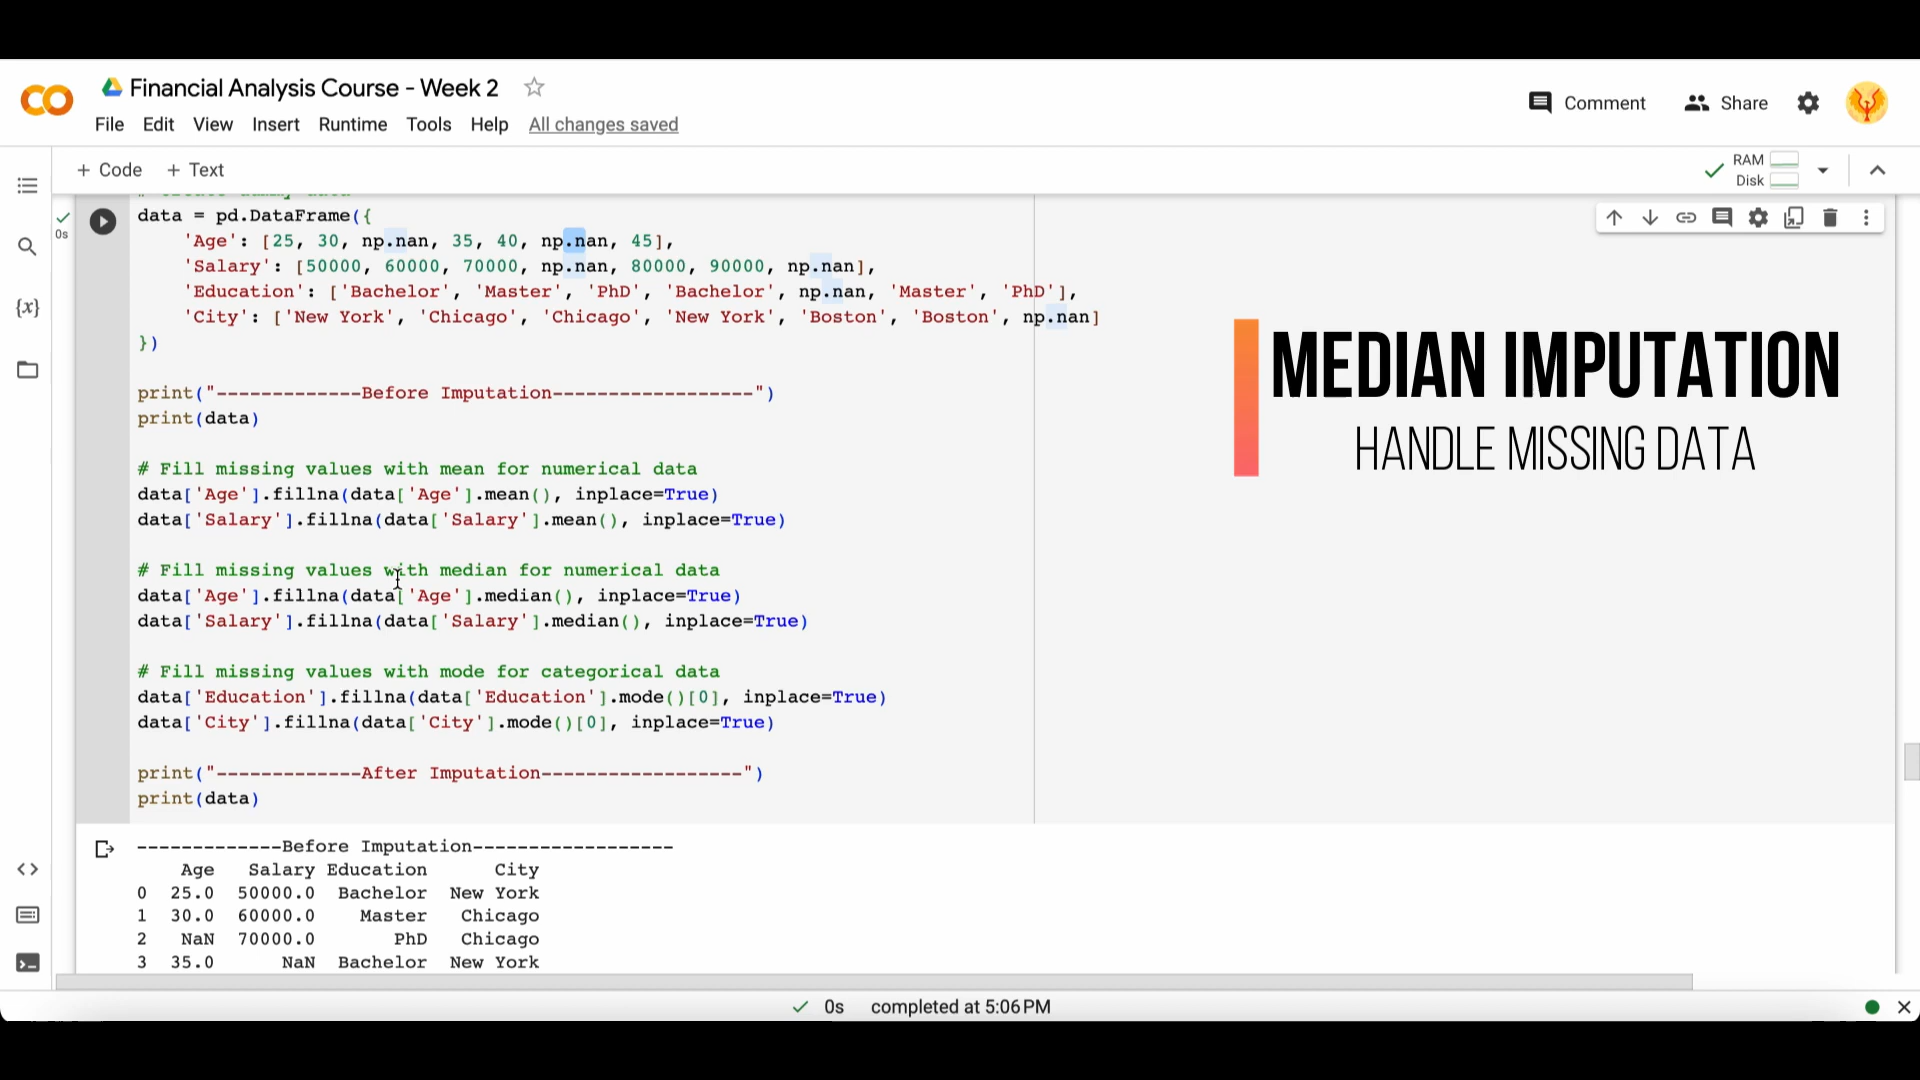 Financial Analysis Course - Week 2
File Edit View Insert Runtime Tools Help All changes saved
Comment Share
+ Code + Text
RAM
Disk
0s
data = pd.DataFrame({
'Age': [25, 30, np.nan, 35, 40, np.nan, 45],
'Salary': [50000, 60000, 70000, np.nan, 80000, 90000, np.nan],
'Education': ['Bachelor', 'Master', 'PhD', 'Bachelor', np.nan, 'Master', 'PhD'],
'City': ['New York', 'Chicago', 'Chicago', 'New York', 'Boston', 'Boston', np.nan]
})
print("-------------Before Imputation------------------")
print(data)
# Fill missing values with mean for numerical data
data['Age'].fillna(data['Age'].mean(), inplace=True)
data['Salary'].fillna(data['Salary'].mean(), inplace=True)
# Fill missing values with median for numerical data
data['Age'].fillna(data['Age'].median(), inplace=True)
data['Salary'].fillna(data['Salary'].median(), inplace=True)
# Fill missing values with mode for categorical data
data['Education'].fillna(data['Education'].mode()[0], inplace=True)
data['City'].fillna(data['City'].mode()[0], inplace=True)
print("-------------After Imputation------------------")
print(data)
MEDIAN IMPUTATION
HANDLE MISSING DATA
{x}
-------------Before Imputation------------------
Age Salary Education City
0 25.0 50000.0 Bachelor New York
1 30.0 60000.0 Master Chicago
2 NaN 70000.0 PhD Chicago
3 35.0 NaN Bachelor New York
0s completed at 5:06 PM